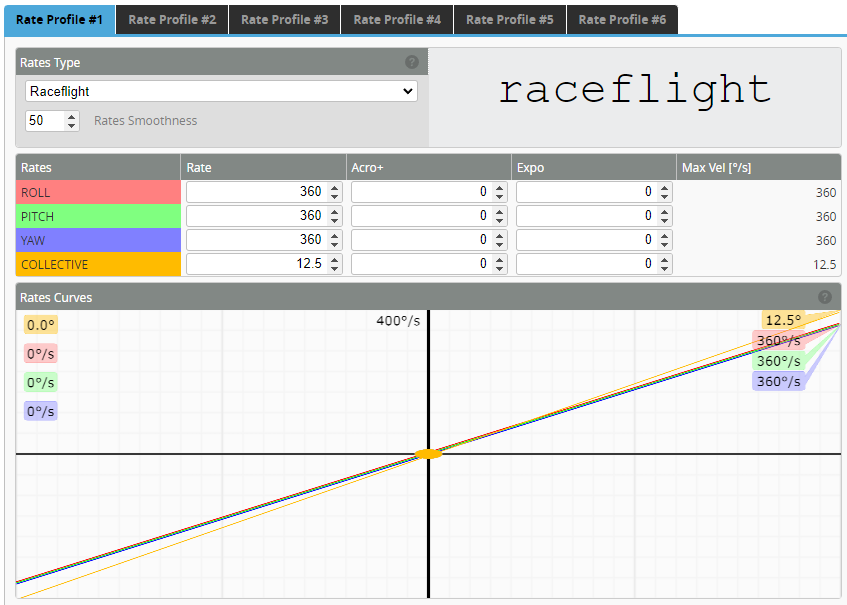 Rate Profile #1 Rate Profile #2 Rate Profile #3 Rate Profile #4 Rate Profile #5 Rate Profile #6
Rates Type ?
Raceflight
50 Rates Smoothness
raceflight
Rates Rate Acro+ Expo Max Vel [°/s]
ROLL 360 0 0 360
PITCH 360 0 0 360
YAW 360 0 0 360
COLLECTIVE 12.5 0 0 12.5
Rates Curves ?
0.0° 400°/s 12.5°
0°/s 360°/s
0°/s 360°/s
0°/s 360°/s